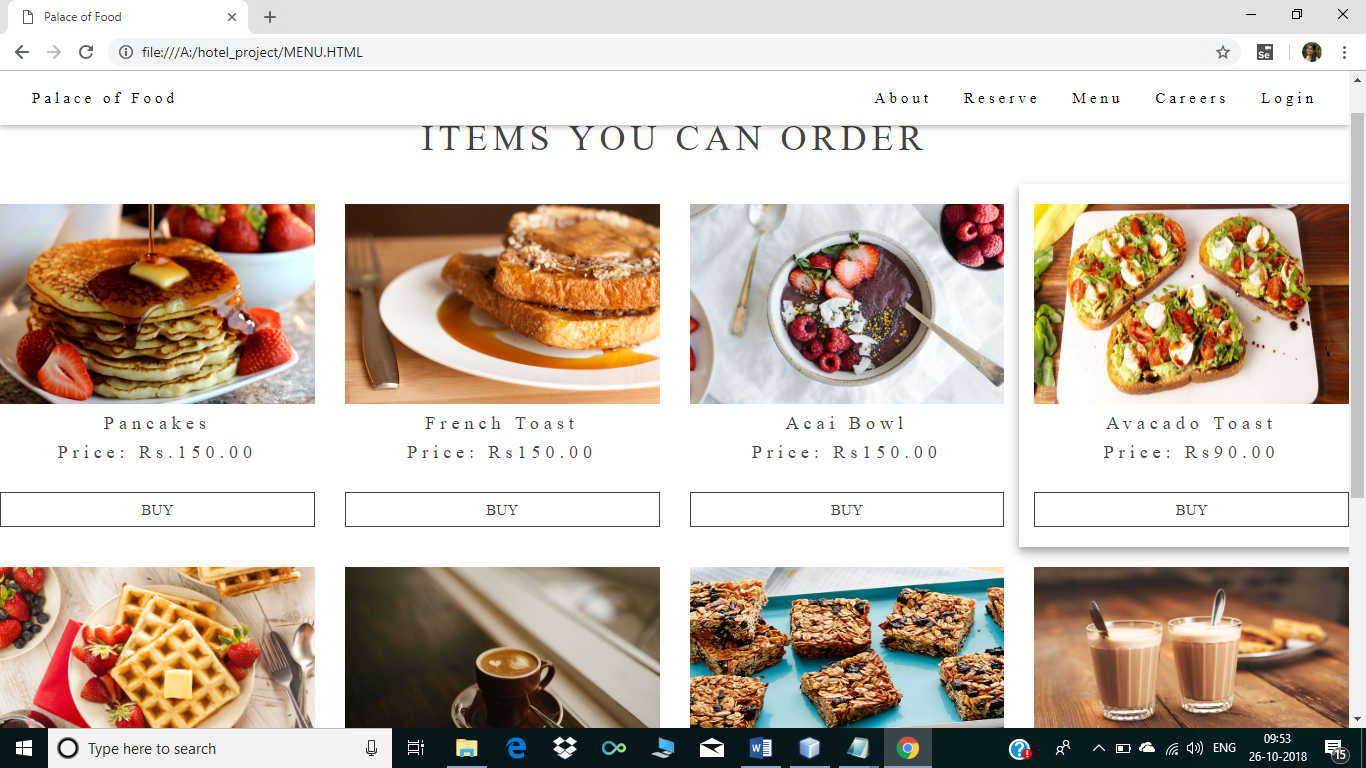 Palace of Food
file:///A:/hotel_project/MENU.HTML
Se
Palace of Food
About Reserve Menu Careers Login
ITEMS YOU CAN ORDER
Pancakes
Price: Rs.150.00
BUY
French Toast
Price: Rs150.00
BUY
Acai Bowl
Price: Rs150.00
BUY
Avacado Toast
Price: Rs90.00
BUY
Type here to search
ENG
09:53
26-10-2018
15